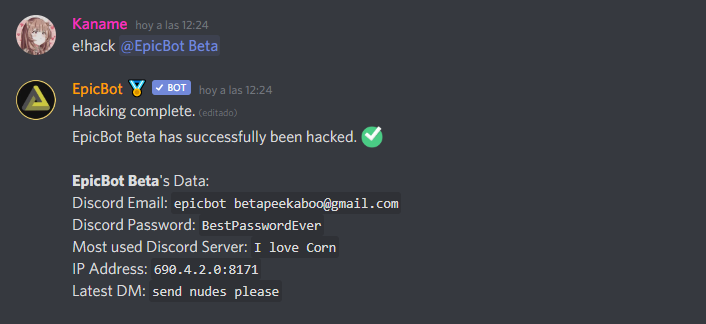 Kaname hoy a las 12:24
e!hack @EpicBot Beta
EpicBot BOT hoy a las 12:24
Hacking complete. (editado)
EpicBot Beta has successfully been hacked.
EpicBot Beta's Data:
Discord Email: epicbot betapeekaboo@gmail.com
Discord Password: BestPasswordEver
Most used Discord Server: I love Corn
IP Address: 690.4.2.0:8171
Latest DM: send nudes please